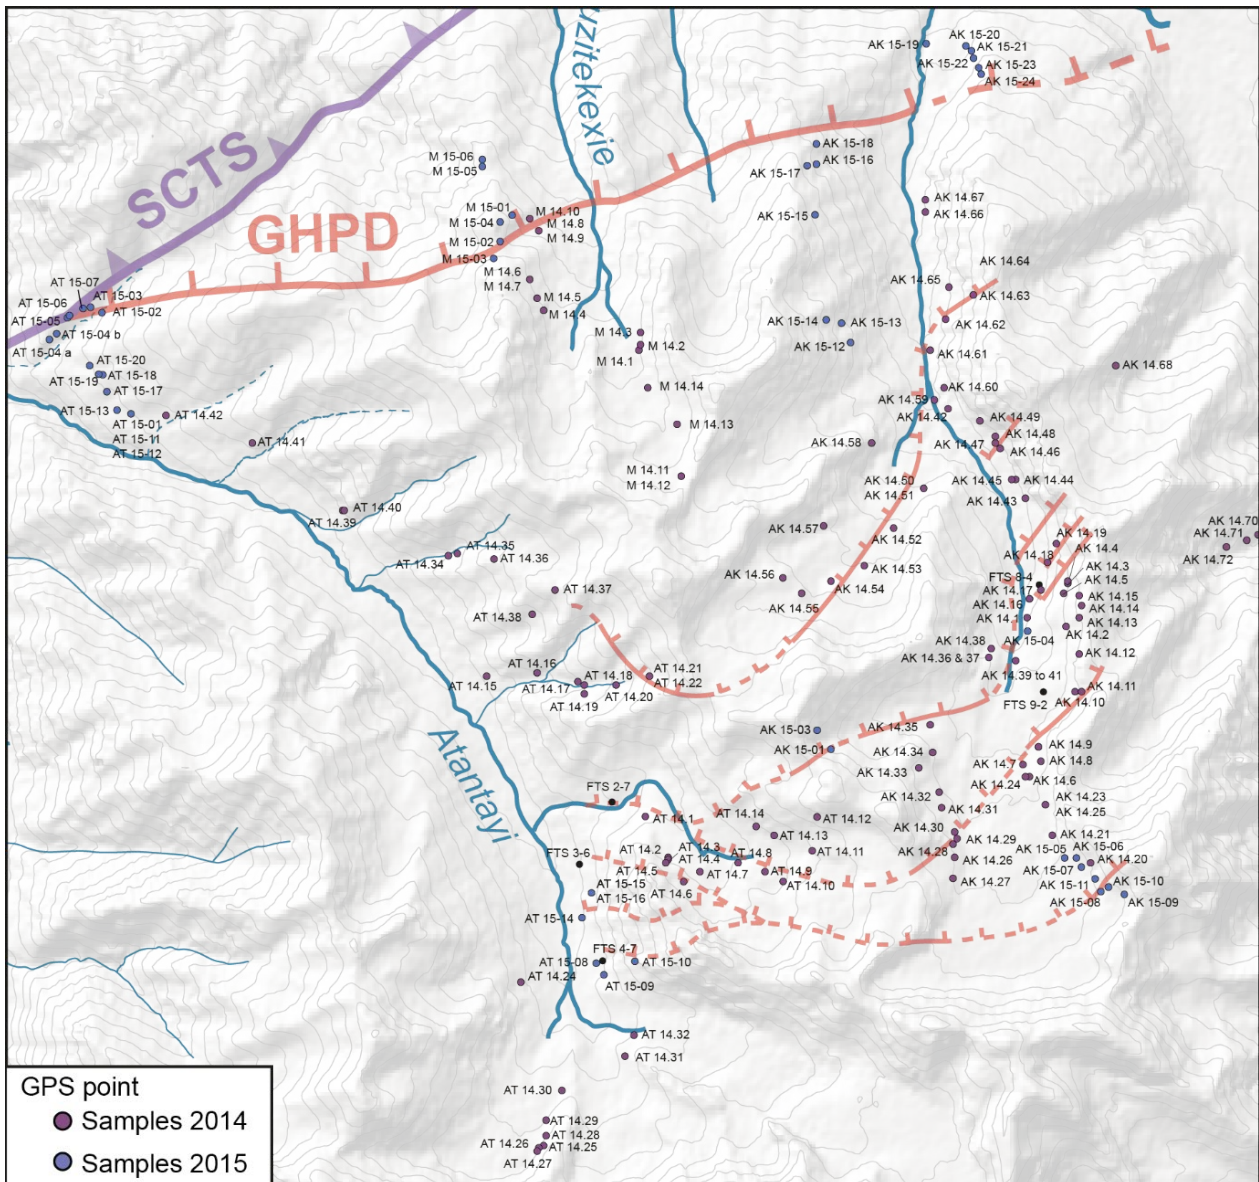 AK 15-20
AK 15-19
AK 15-21
AK 15-22
AK 15-23
AK 15-24
uzitekexie
SCTS
GHPD
AK 15-18
AK 15-16
AK 15-17
AK 15-15
M 15-06
M 15-05
M 15-01
M 15-04
M 15-02
M 15-03
M 14.10
M 14.8
M 14.9
M 14.6
M 14.7
M 14.5
M 14.4
AK 14.67
AK 14.66
AK 14.64
AK 14.65
AK 14.63
AK 14.62
AK 14.61
AK 14.60
AK 14.59
AK 14.42
AK 14.68
AT 15-07
AT 15-06
AT 15-03
AT 15-02
AT 15-05
AT 15-04 b
AT 15-04 a
AT 15-20
AT 15-19
AT 15-18
AT 15-17
AT 15-13
AT 15-01
AT 15-11
AT 15-12
AT 14.42
AT 14.41
AT 14.40
AT 14.39
M 14.3
M 14.2
M 14.1
M 14.14
M 14.13
M 14.11
M 14.12
AK 15-14
AK 15-13
AK 15-12
AK 14.49
AK 14.48
AK 14.47
AK 14.46
AK 14.45
AK 14.44
AK 14.43
AK 14.58
AK 14.50
AK 14.51
AK 14.57
AK 14.52
AK 14.53
AK 14.56
AK 14.54
AK 14.55
AK 14.70
AK 14.71
AK 14.72
AK 14.19
AK 14.18
AK 14.4
AK 14.3
AK 14.5
FTS 8-4
AK 14.17
AK 14.15
AK 14.16
AK 14.14
AK 14.1
AK 14.13
AK 14.2
AK 15-04
AK 14.38
AK 14.36 & 37
AK 14.12
AK 14.39 to 41
AK 14.11
FTS 9-2
AK 14.10
AT 14.35
AT 14.34
AT 14.36
AT 14.37
AT 14.38
AT 14.16
AT 14.15
AT 14.17
AT 14.18
AT 14.19
AT 14.20
AT 14.21
AT 14.22
Atantayi
AK 15-03
AK 15-01
AK 14.35
AK 14.34
AK 14.33
AK 14.32
AK 14.31
AK 14.30
AK 14.29
AK 14.28
AK 14.26
AK 14.27
AK 14.9
AK 14.7
AK 14.8
AK 14.24
AK 14.6
AK 14.23
AK 14.25
AK 14.21
AK 15-05
AK 15-06
AK 14.20
AK 15-07
AK 15-11
AK 15-10
AK 15-08
AK 15-09
FTS 2-7
AT 14.1
AT 14.14
AT 14.12
AT 14.13
AT 14.11
FTS 3-6
AT 14.2
AT 14.3
AT 14.4
AT 14.8
AT 14.5
AT 14.7
AT 14.9
AT 14.6
AT 14.10
AT 15-15
AT 15-16
AT 15-14
FTS 4-7
AT 15-08
AT 15-10
AT 14.24
AT 15-09
AT 14.32
AT 14.31
AT 14.30
AT 14.29
AT 14.28
AT 14.26
AT 14.25
AT 14.27
GPS point
Samples 2014
Samples 2015